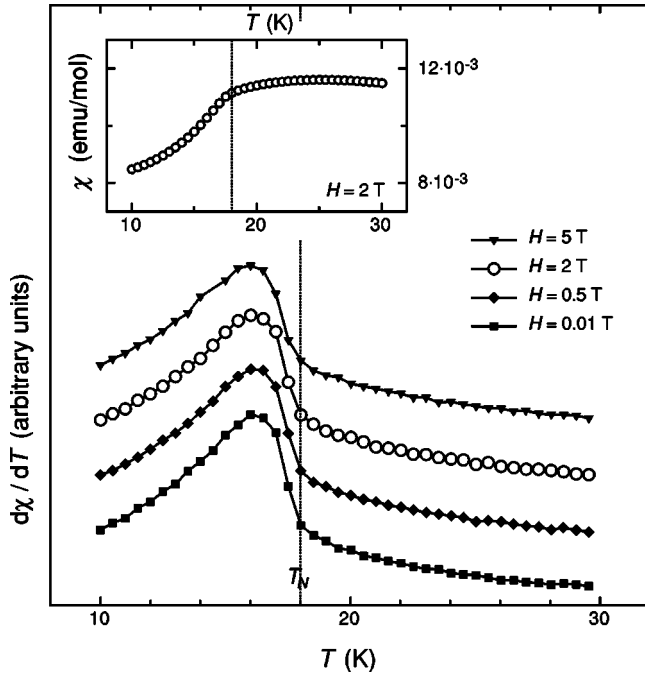 T (K)
χ (emu/mol)
12·10⁻³
8·10⁻³
H = 2 T
10 20 30
H = 5 T
H = 2 T
H = 0.5 T
H = 0.01 T
dχ / dT (arbitrary units)
T_N
10 20 30
T (K)